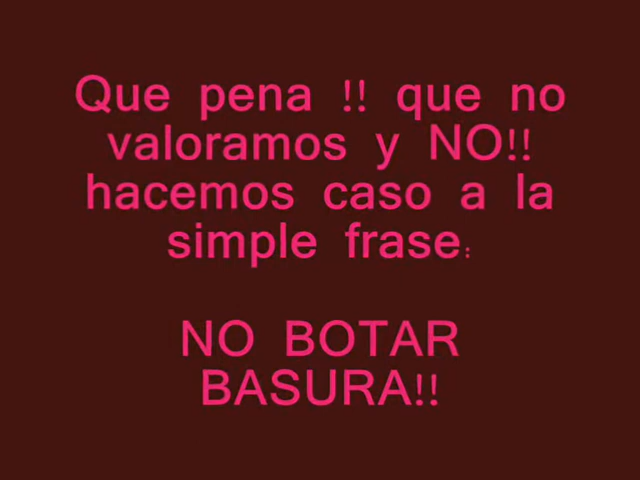 Que pena !! que no
valoramos y NO!!
hacemos caso a la
simple frase:
NO BOTAR
BASURA!!